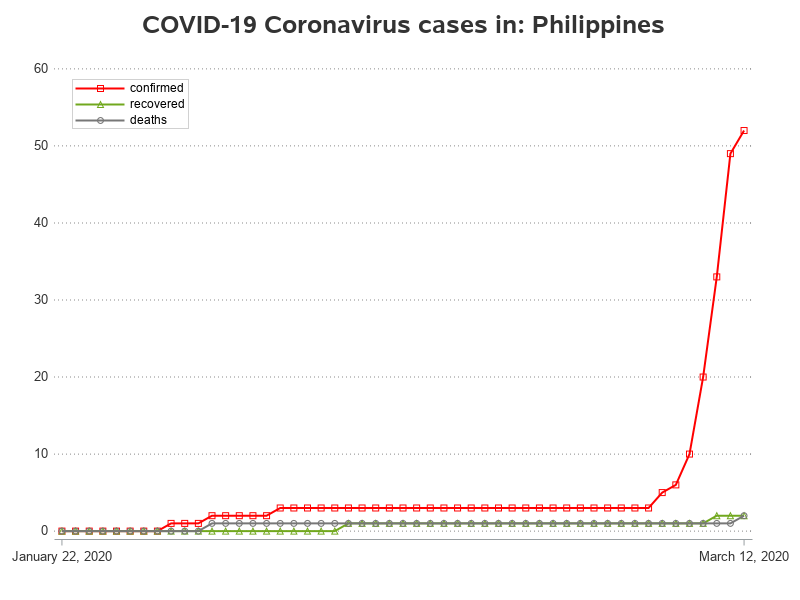 COVID-19 Coronavirus cases in: Philippines
60
confirmed
recovered
deaths
50
40
30
20
10
0
January 22, 2020
March 12, 2020